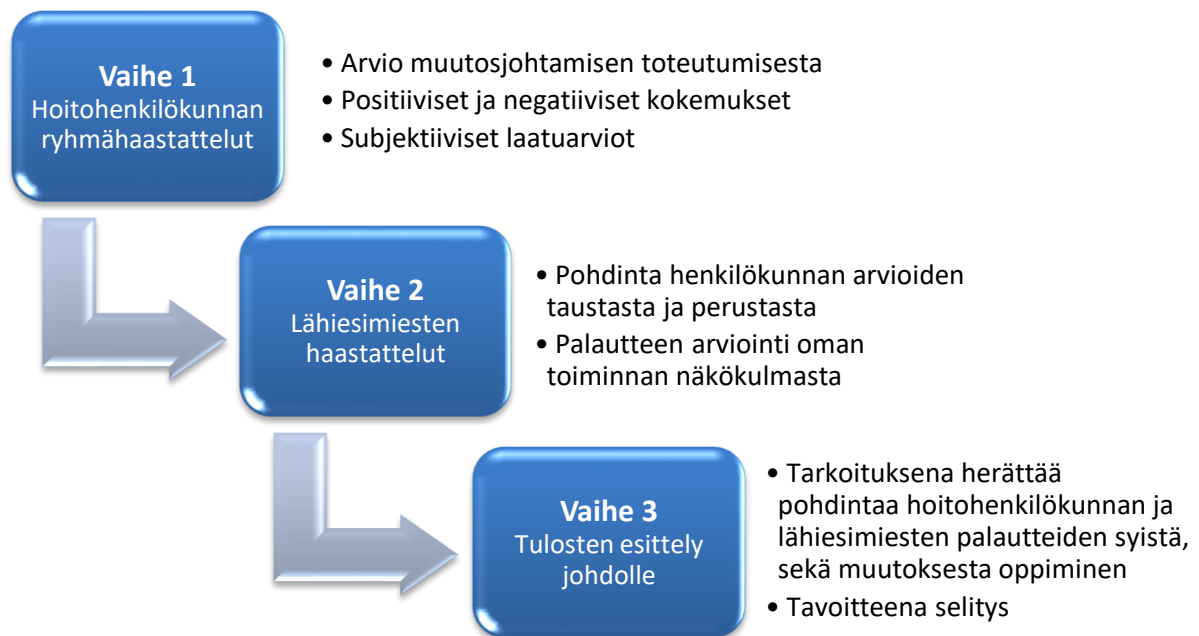 Vaihe 1
Hoitohenkilökunnan
ryhmähaastattelut
• Arvio muutosjohtamisen toteutumisesta
• Positiiviset ja negatiiviset kokemukset
• Subjektiiviset laatuarviot
Vaihe 2
Lähiesimiesten
haastattelut
• Pohdinta henkilökunnan arvioiden
taustasta ja perustasta
• Palautteen arviointi oman
toiminnan näkökulmasta
Vaihe 3
Tulosten esittely
johdolle
• Tarkoituksena herättää
pohdintaa hoitohenkilökunnan ja
lähiesimiesten palautteiden syistä,
sekä muutoksesta oppiminen
• Tavoitteena selitys